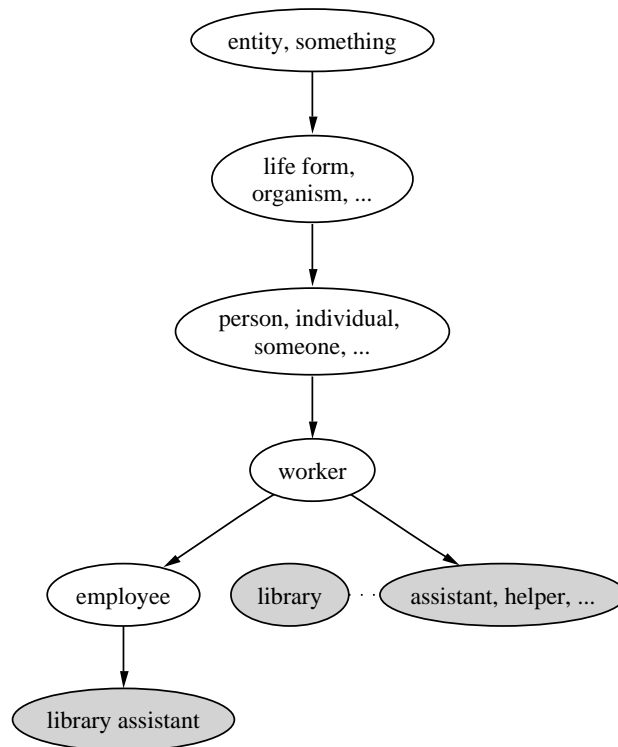 entity, something
life form,
organism, ...
person, individual,
someone, ...
worker
employee
library
assistant, helper, ...
library assistant